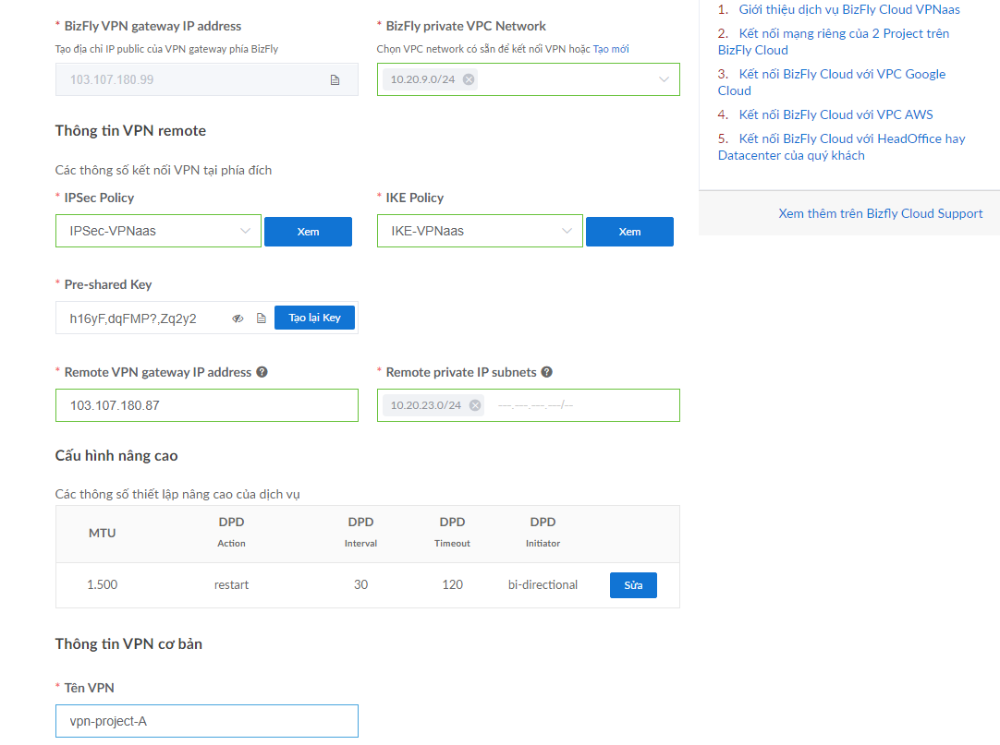 * BizFly VPN gateway IP address
Tạo địa chỉ IP public của VPN gateway phía BizFly
103.107.180.99
* BizFly private VPC Network
Chọn VPC network có sẵn để kết nối VPN hoặc Tạo mới
10.20.9.0/24
Thông tin VPN remote
Các thông số kết nối VPN tại phía đích
* IPSec Policy
IPSec-VPNaas
Xem
* IKE Policy
IKE-VPNaas
Xem
* Pre-shared Key
h16yF,dqFMP?,Zq2y2
Tạo lại Key
* Remote VPN gateway IP address
103.107.180.87
* Remote private IP subnets
10.20.23.0/24 ---.---.---.---/--
Cấu hình nâng cao
Các thông số thiết lập nâng cao của dịch vụ
MTU
DPD Action
DPD Interval
DPD Timeout
DPD Initiator
1.500 restart 30 120 bi-directional Sửa
Thông tin VPN cơ bản
* Tên VPN
vpn-project-A
1. Giới thiệu dịch vụ BizFly Cloud VPNaas
2. Kết nối mạng riêng của 2 Project trên
BizFly Cloud
3. Kết nối BizFly Cloud với VPC Google
Cloud
4. Kết nối BizFly Cloud với VPC AWS
5. Kết nối BizFly Cloud với HeadOffice hay
Datacenter của quý khách
Xem thêm trên Bizfly Cloud Support